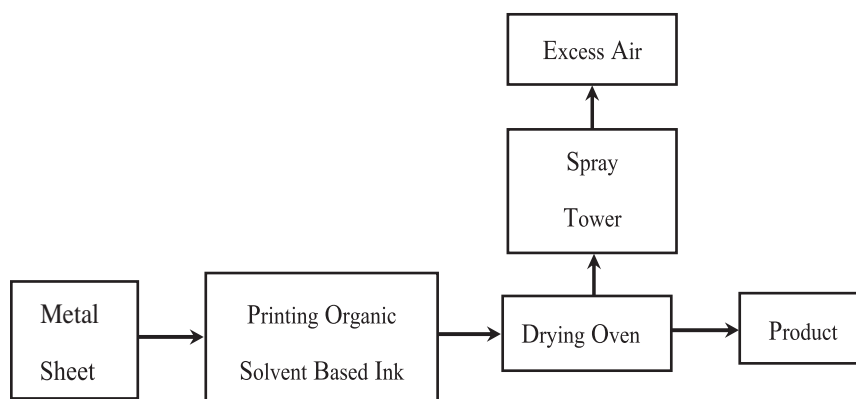 Excess Air
Spray
Tower
Metal
Sheet
Printing Organic
Solvent Based Ink
Drying Oven
Product